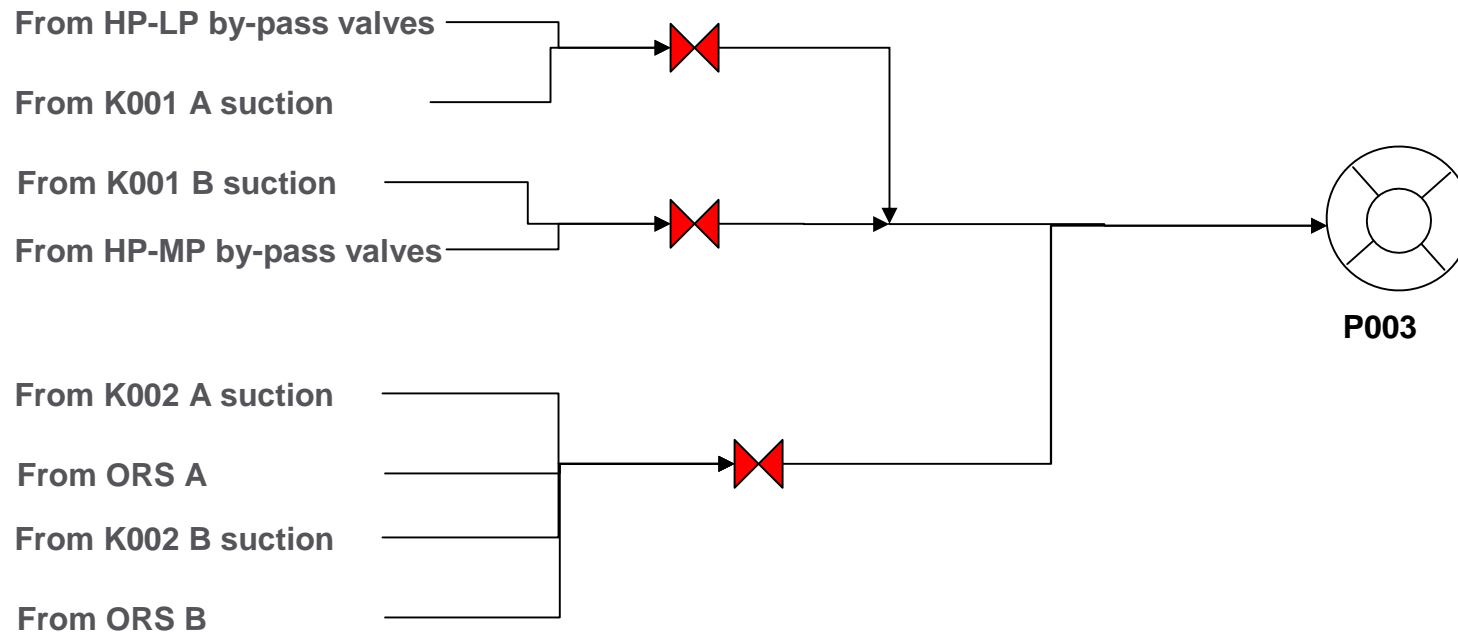 From HP-LP by-pass valves
From K001 A suction
From K001 B suction
From HP-MP by-pass valves
P003
From K002 A suction
From ORS A
From K002 B suction
From ORS B